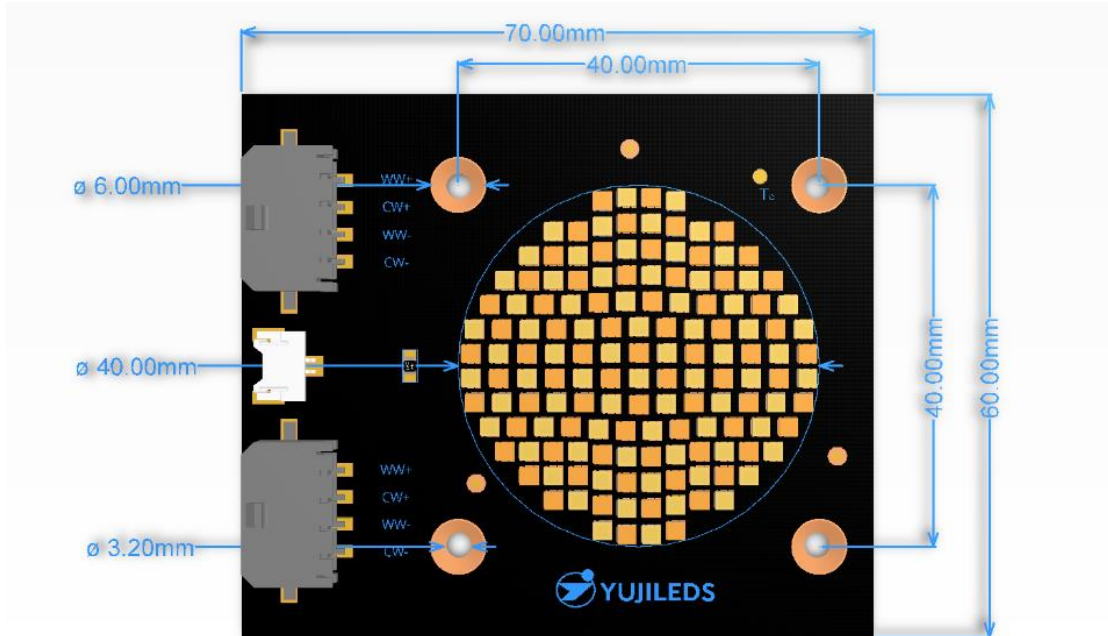 70.00mm
40.00mm
ø 6.00mm
WW+
CW+
WW-
CW-
Tc
ø 40.00mm
40.00mm
60.00mm
WW+
CW+
WW-
CW-
ø 3.20mm
YUJILEDS